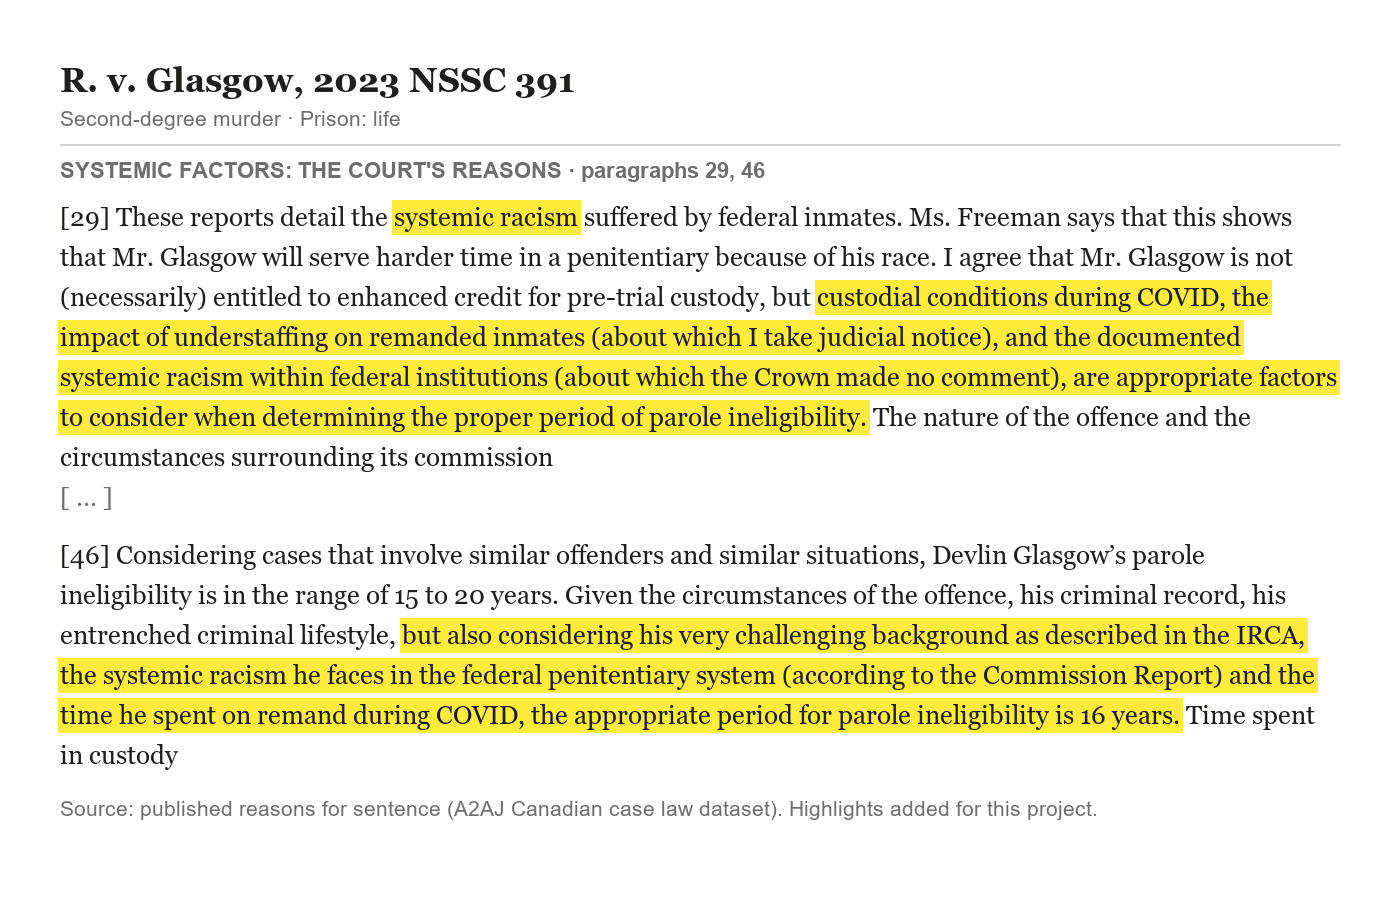 R. v. Glasgow, 2023 NSSC 391
Second-degree murder · Prison: life
SYSTEMIC FACTORS: THE COURT'S REASONS · paragraphs 29, 46
[29] These reports detail the systemic racism suffered by federal inmates. Ms. Freeman says that this shows
that Mr. Glasgow will serve harder time in a penitentiary because of his race. I agree that Mr. Glasgow is not
(necessarily) entitled to enhanced credit for pre-trial custody, but custodial conditions during COVID, the
impact of understaffing on remanded inmates (about which I take judicial notice), and the documented
systemic racism within federal institutions (about which the Crown made no comment), are appropriate factors
to consider when determining the proper period of parole ineligibility. The nature of the offence and the
circumstances surrounding its commission
[ ... ]
[46] Considering cases that involve similar offenders and similar situations, Devlin Glasgow’s parole
ineligibility is in the range of 15 to 20 years. Given the circumstances of the offence, his criminal record, his
entrenched criminal lifestyle, but also considering his very challenging background as described in the IRCA,
the systemic racism he faces in the federal penitentiary system (according to the Commission Report) and the
time he spent on remand during COVID, the appropriate period for parole ineligibility is 16 years. Time spent
in custody
Source: published reasons for sentence (A2AJ Canadian case law dataset). Highlights added for this project.